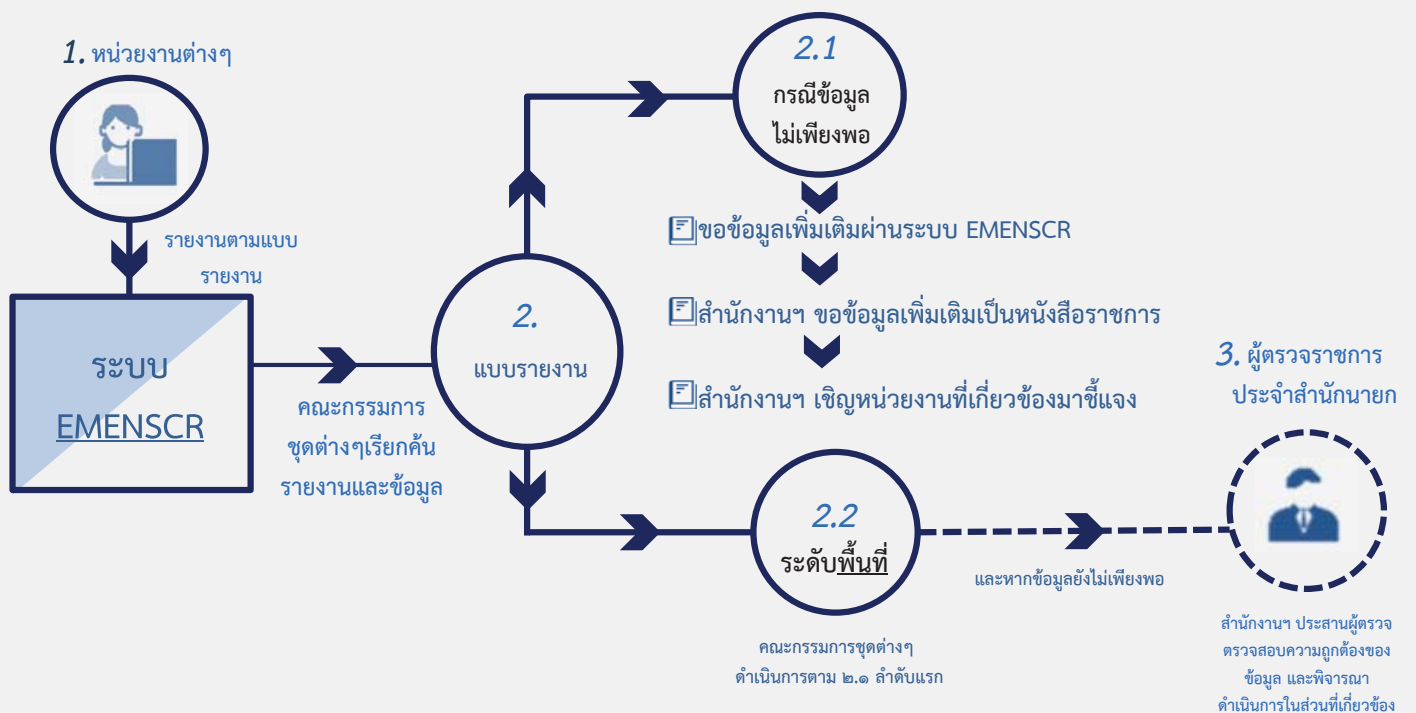 1. หน่วยงานต่างๆ
รายงานตามแบบ
รายงาน
ระบบ
EMENSCR
คณะกรรมการ
ชุดต่างๆเรียกค้น
รายงานและข้อมูล
2.
แบบรายงาน
2.1
กรณีข้อมูล
ไม่เพียงพอ
ขอข้อมูลเพิ่มเติมผ่านระบบ EMENSCR
สำนักงานฯ ขอข้อมูลเพิ่มเติมเป็นหนังสือราชการ
สำนักงานฯ เชิญหน่วยงานที่เกี่ยวข้องมาชี้แจง
2.2
ระดับพื้นที่
คณะกรรมการชุดต่างๆ
ดำเนินการตาม ๒.๑ ลำดับแรก
และหากข้อมูลยังไม่เพียงพอ
3. ผู้ตรวจราชการ
ประจำสำนักนายก
สำนักงานฯ ประสานผู้ตรวจ
ตรวจสอบความถูกต้องของ
ข้อมูล และพิจารณา
ดำเนินการในส่วนที่เกี่ยวข้อง